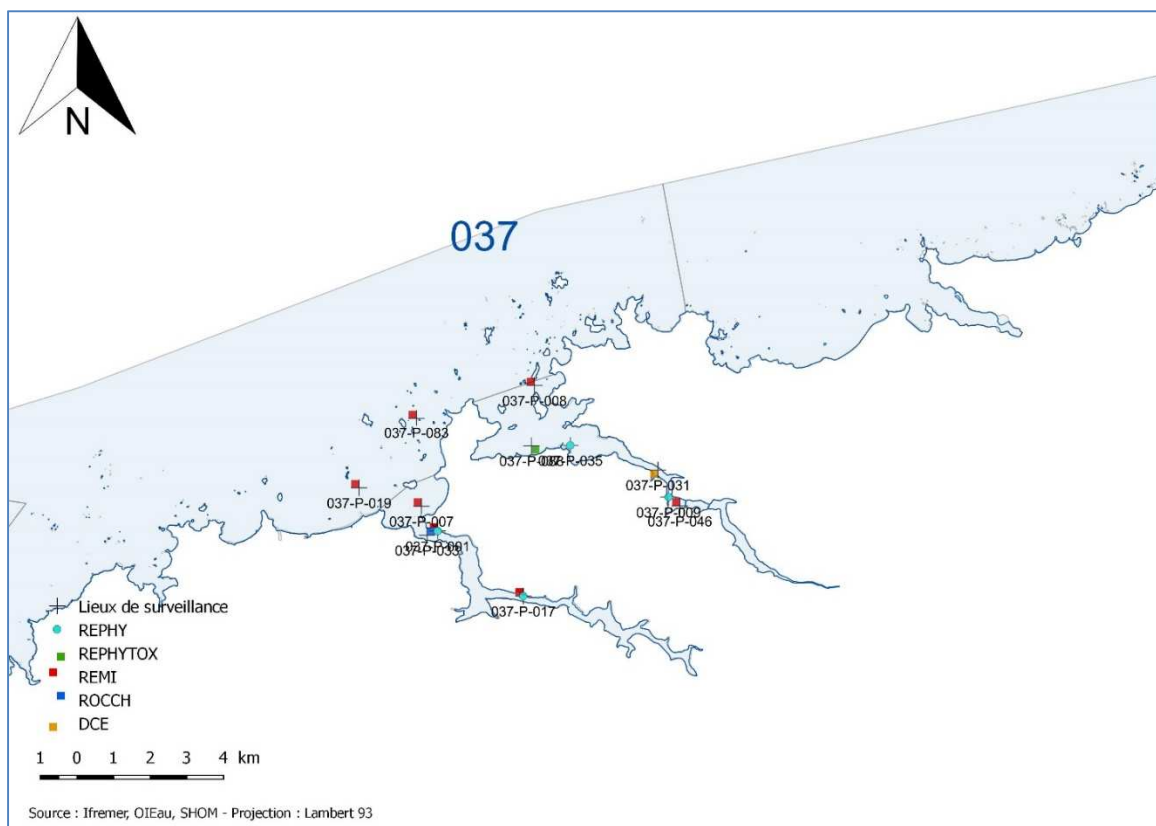 N
037
037-P-008
037-P-083
037-P-035
037-P-031
037-P-019
037-P-009
037-P-046
037-P-007
037-P-033
037-P-017
Lieux de surveillance
REPHY
REPHYTOX
REMI
ROCCH
DCE
1 0 1 2 3 4 km
Source : Ifremer, OIEau, SHOM - Projection : Lambert 93